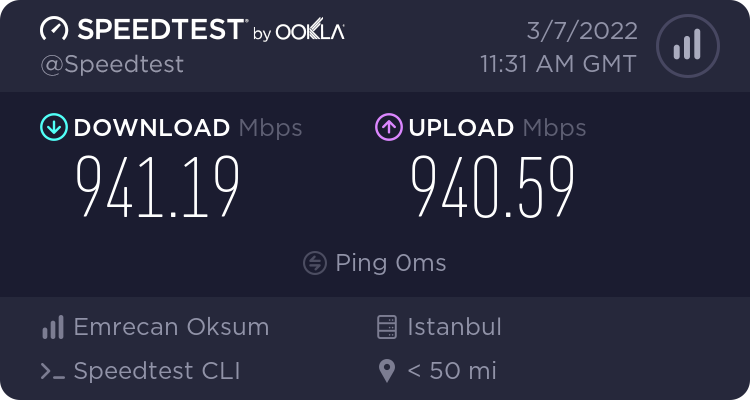 SPEEDTEST® by OOKLA®
@Speedtest
3/7/2022
11:31 AM GMT
DOWNLOAD Mbps
941.19
UPLOAD Mbps
940.59
Ping 0ms
Emrecan Oksum
Istanbul
Speedtest CLI
< 50 mi